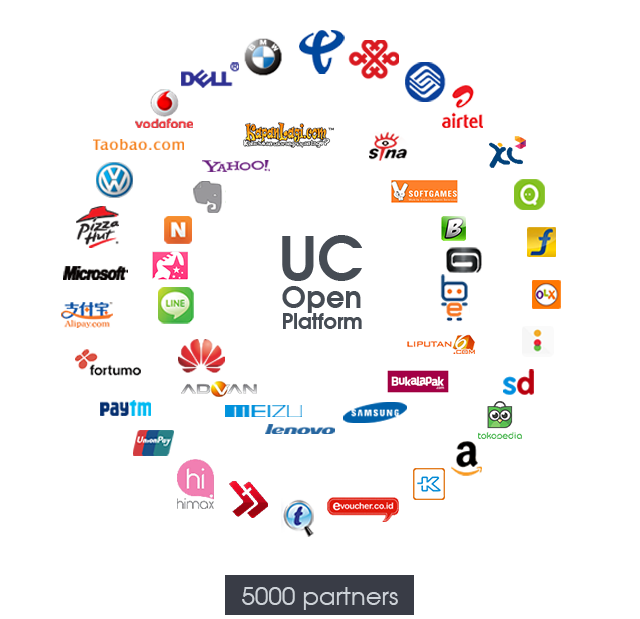 BMW
DELL
vodafone
airtel
Taobao.com
KapanLagi.com™
sina
XL
YAHOO!
SOFTGAMES
Pizza
Hut
N
B
UC
Open
Platform
Microsoft
LINE
be
OLX
支付宝
Alipay.com
LIPUTAN6
.COM
fortumo
ADVAN
BUKALAPAK
.com
sd
Paytm
MEIZU
SAMSUNG
lenovo
tokopedia
UnionPay
a
hi
himax
K
evoucher.co.id
t
5000 partners